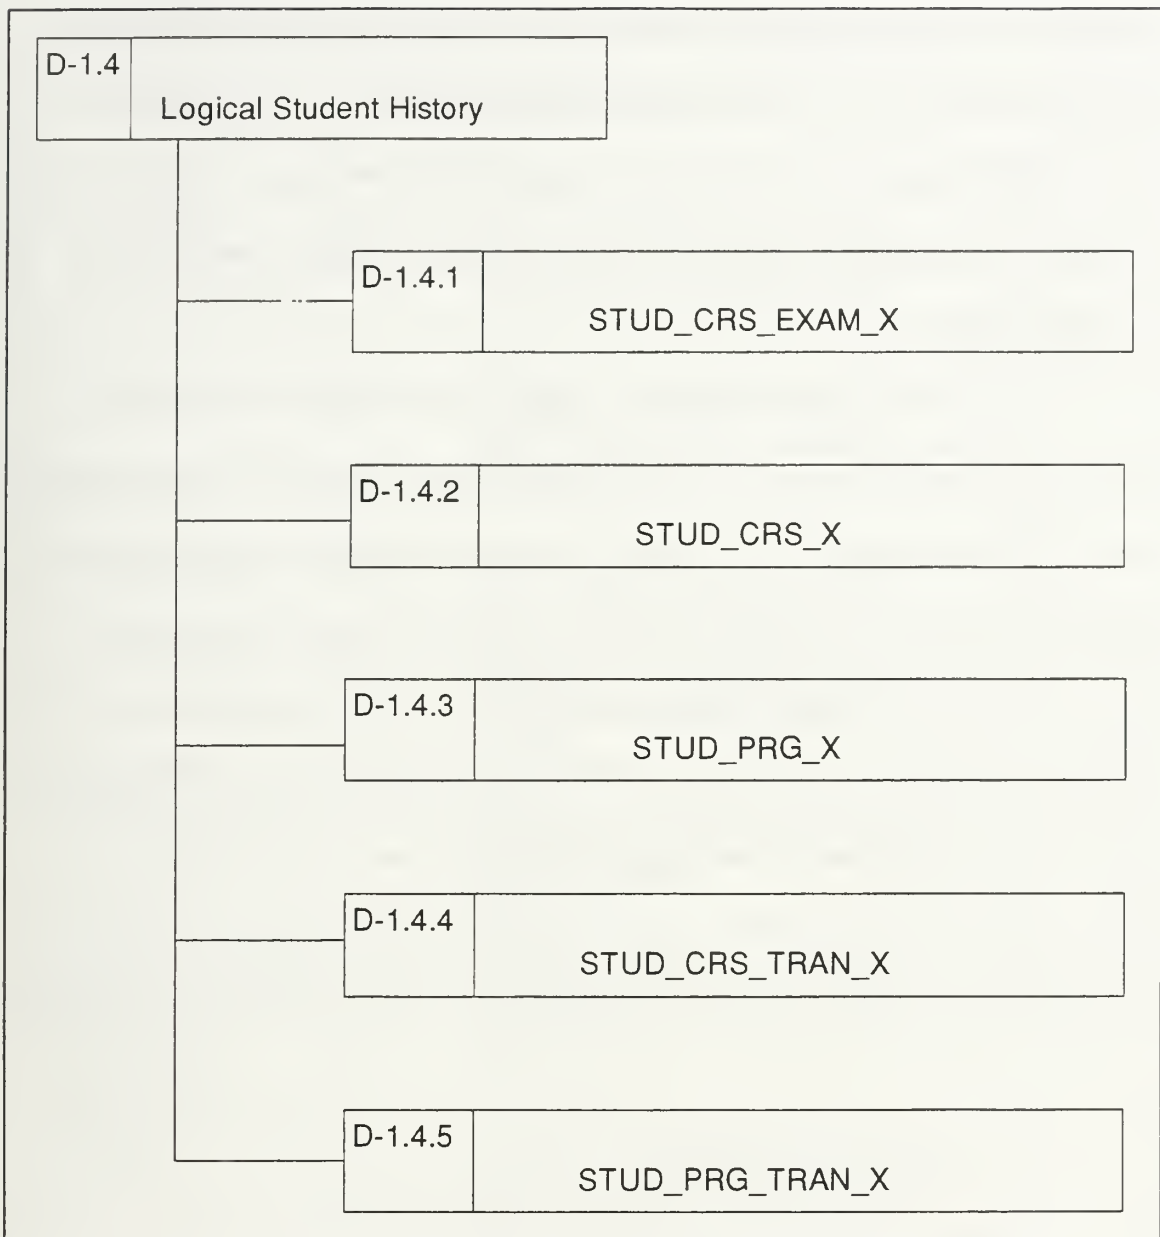 D-1.4
Logical Student History
D-1.4.1
STUD_CRS_EXAM_X
D-1.4.2
STUD_CRS_X
D-1.4.3
STUD_PRG_X
D-1.4.4
STUD_CRS_TRAN_X
D-1.4.5
STUD_PRG_TRAN_X